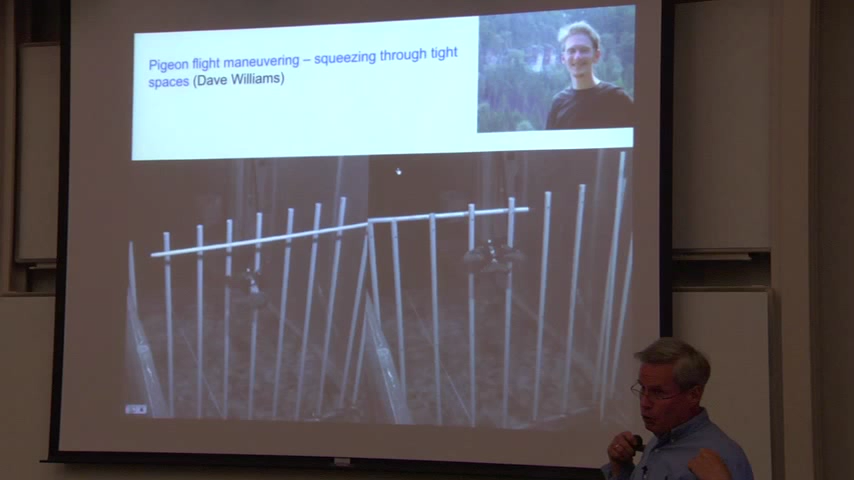 Pigeon flight maneuvering – squeezing through tight
spaces (Dave Williams)